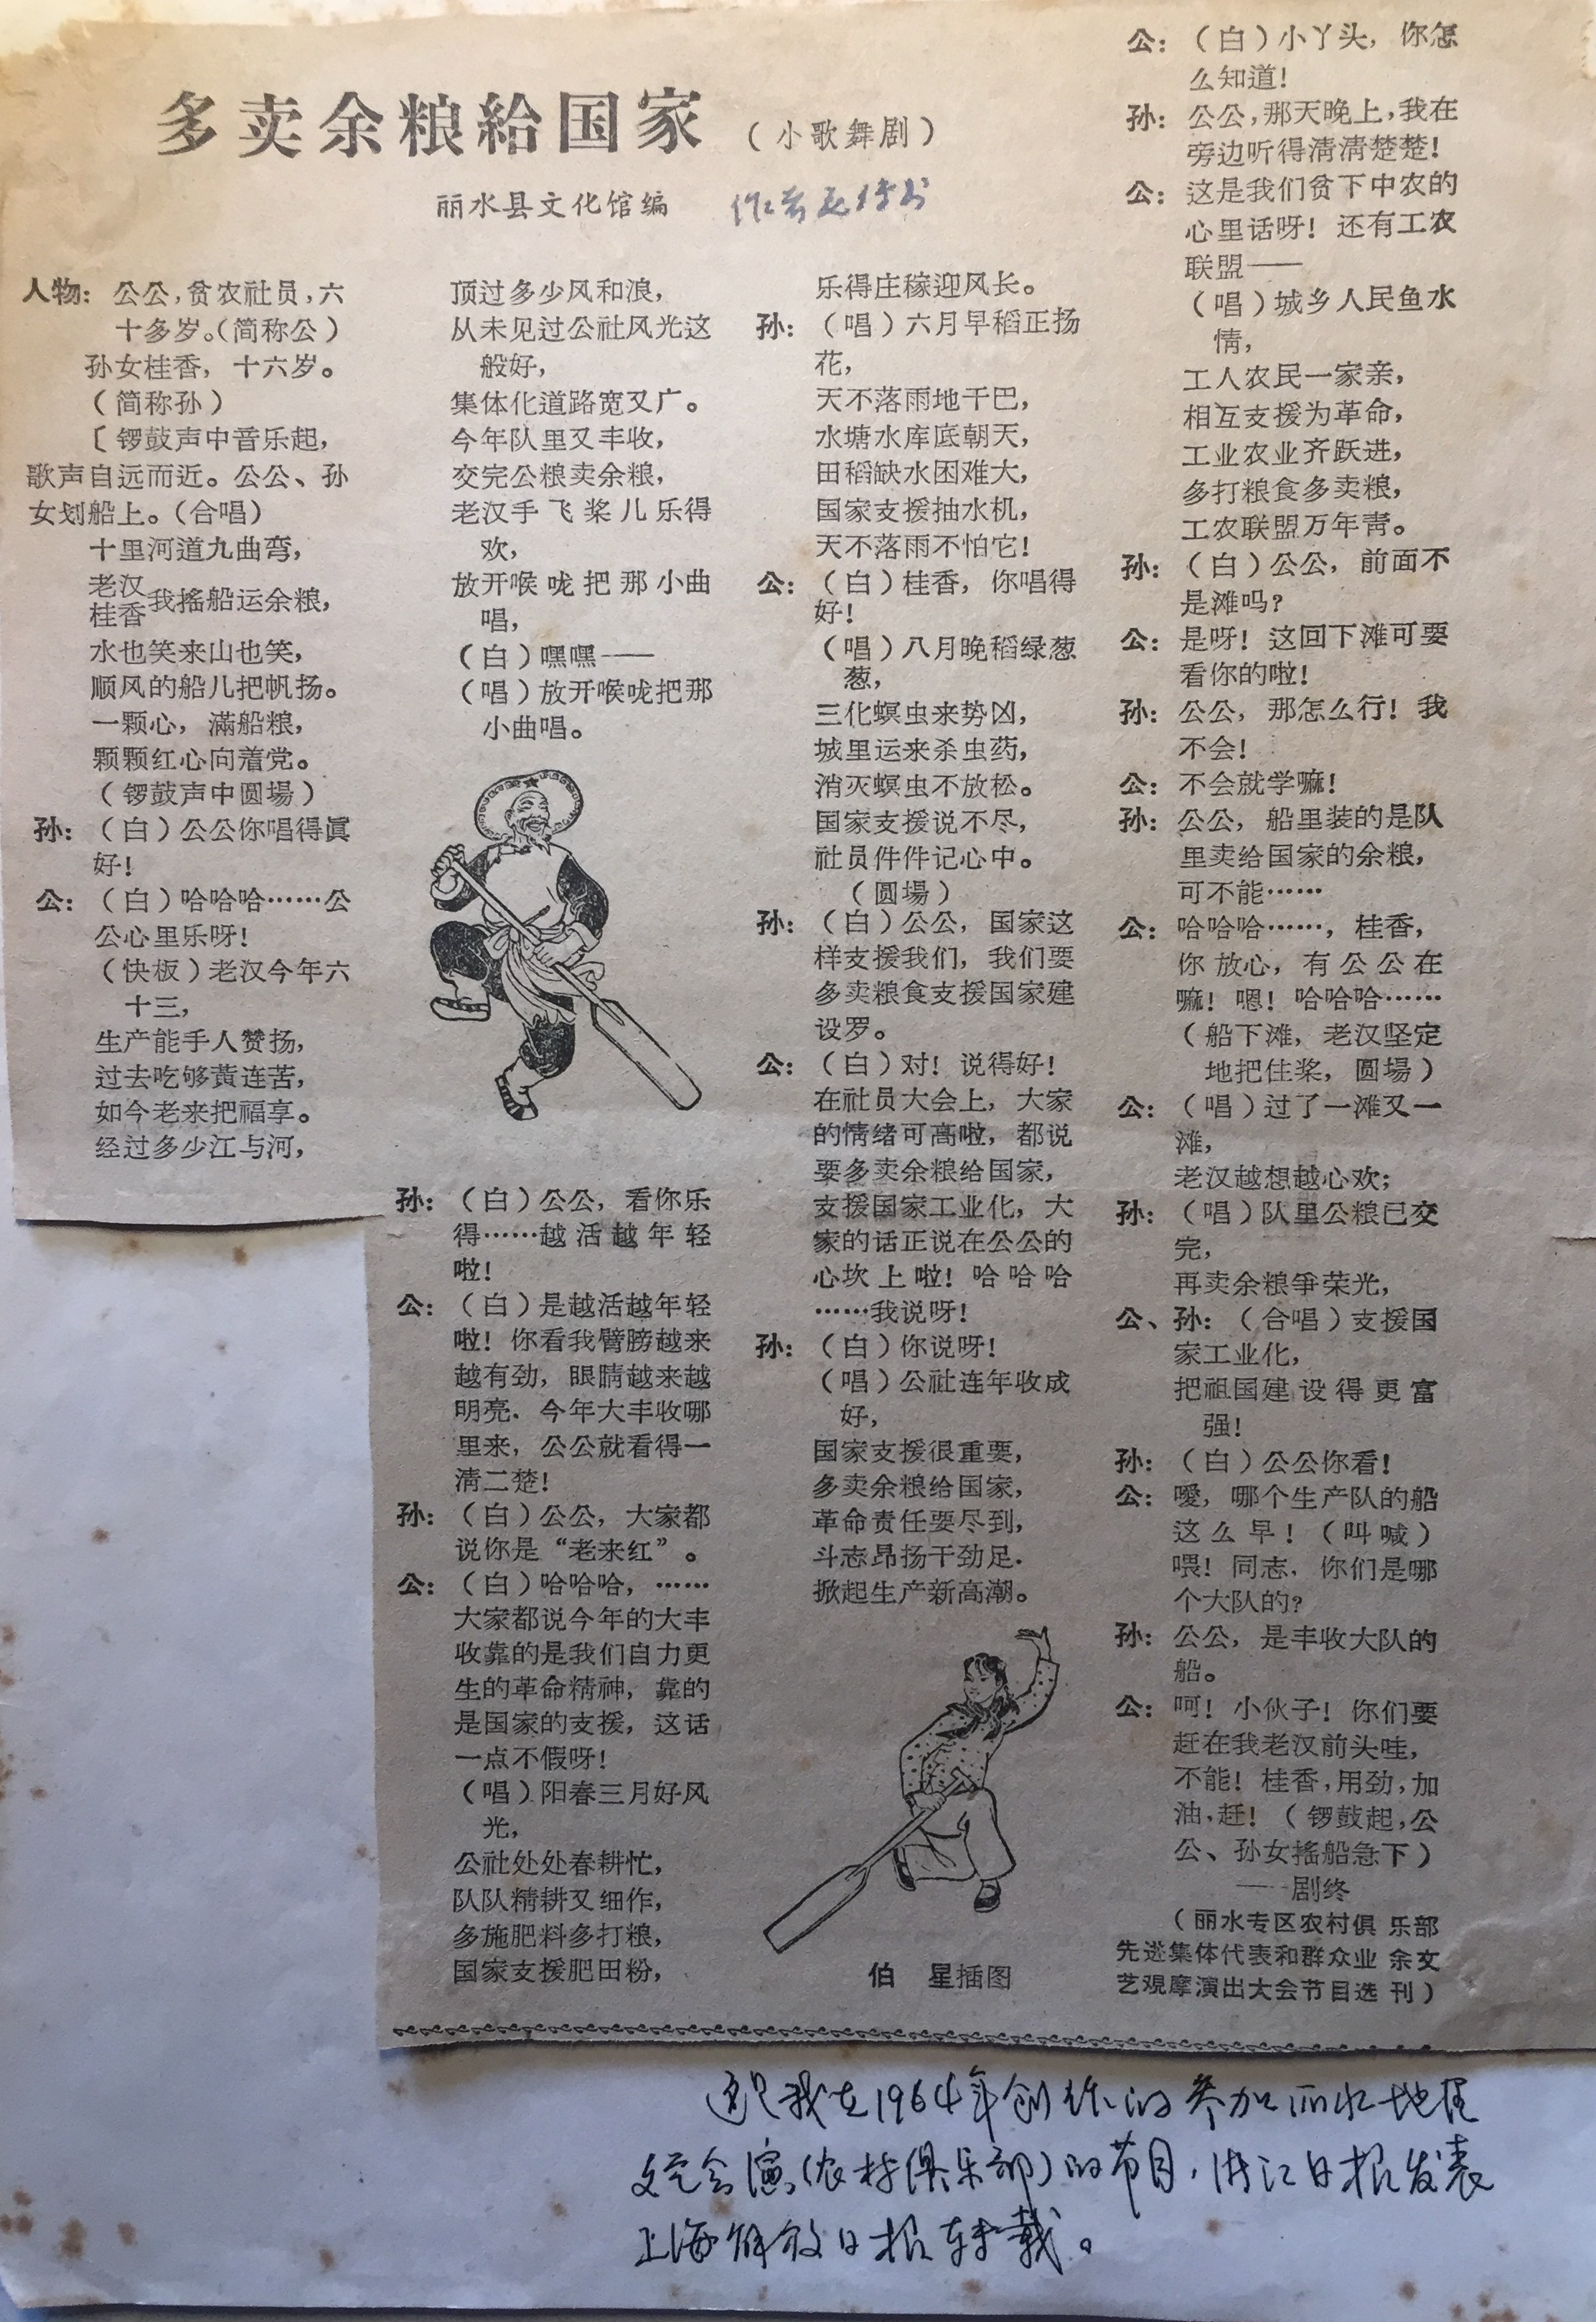 多卖余粮給国家（小歌舞剧）
丽水县文化馆编
人物：公公，贫农社员，六
十多岁。（简称公）
孙女桂香，十六岁。
（简称孙）
〔锣鼓声中音乐起，
歌声自远而近。公公、孙
女划船上。（合唱）
十里河道九曲弯，
老汉
桂香我搖船运余粮，
水也笑来山也笑，
顺风的船儿把帆扬。
一颗心，滿船粮，
颗颗红心向着党。
（锣鼓声中圆場）
孙：（白）公公你唱得眞
好！
公：（白）哈哈哈……公
公心里乐呀！
（快板）老汉今年六
十三，
生产能手人赞扬，
过去吃够黃连苦，
如今老来把福享。
经过多少江与河，
顶过多少风和浪，
从未见过公社风光这
般好，
集体化道路宽又广。
今年队里又丰收，
交完公粮卖余粮，
老汉手飞桨儿乐得
欢，
放开喉咙把那小曲
唱，
（白）嘿嘿——
（唱）放开喉咙把那
小曲唱。
孙：（白）公公，看你乐
得……越活越年轻
啦！
公：（白）是越活越年轻
啦！你看我臂膀越来
越有劲，眼睛越来越
明亮．今年大丰收哪
里来，公公就看得一
淸二楚！
孙：（白）公公，大家都
说你是“老来红”。
公：（白）哈哈哈，……
大家都说今年的大丰
收靠的是我们自力更
生的革命精神，靠的
是国家的支援，这话
一点不假呀！
（唱）阳春三月好风
光，
公社处处春耕忙，
队队精耕又细作，
多施肥料多打粮，
国家支援肥田粉，
乐得庄稼迎风长。
孙：（唱）六月早稻正扬
花，
天不落雨地干巴，
水塘水库底朝天，
田稻缺水困难大，
国家支援抽水机，
天不落雨不怕它！
公：（白）桂香，你唱得
好！
（唱）八月晚稻绿葱
葱，
三化螟虫来势凶，
城里运来杀虫药，
消灭螟虫不放松。
国家支援说不尽，
社员件件记心中。
（圆場）
孙：（白）公公，国家这
样支援我们，我们要
多卖粮食支援国家建
设罗。
公：（白）对！说得好！
在社员大会上，大家
的情绪可高啦，都说
要多卖余粮给国家，
支援国家工业化，大
家的话正说在公公的
心坎上啦！哈哈哈
……我说呀！
孙：（白）你说呀！
（唱）公社连年收成
好，
国家支援很重要，
多卖余粮给国家，
革命责任要尽到，
斗志昂扬干劲足．
掀起生产新高潮。
伯　星插图
公：（白）小丫头，你怎
么知道！
孙：公公，那天晚上，我在
旁边听得淸淸楚楚！
公：这是我们贫下中农的
心里话呀！还有工农
联盟——
（唱）城乡人民鱼水
情，
工人农民一家亲，
相互支援为革命，
工业农业齐跃进，
多打粮食多卖粮，
工农联盟万年靑。
孙：（白）公公，前面不
是滩吗？
公：是呀！这回下滩可要
看你的啦！
孙：公公，那怎么行！我
不会！
公：不会就学嘛！
孙：公公，船里装的是队
里卖给国家的余粮，
可不能……
公：哈哈哈……，桂香，
你放心，有公公在
嘛！嗯！哈哈哈……
（船下滩，老汉坚定
地把住桨，圆場）
公：（唱）过了一滩又一
滩，
老汉越想越心欢；
孙：（唱）队里公粮已交
完，
再卖余粮爭荣光，
公、孙：（合唱）支援国
家工业化，
把祖国建设得更富
强！
孙：（白）公公你看！
公：嗳，哪个生产队的船
这么早！（叫喊）
喂！同志．你们是哪
个大队的？
孙：公公，是丰收大队的
船。
公：呵！小伙子！你们要
赶在我老汉前头哇，
不能！桂香，用劲，加
油，赶！（锣鼓起，公
公、孙女搖船急下）
——剧终
（丽水专区农村俱乐部
先进集体代表和群众业余文
艺观摩演出大会节目选刊）
这是我在1964年创作的参加丽水地区
文艺会演（农村俱乐部）的节目，浙江日报发表
上海解放日报转载。